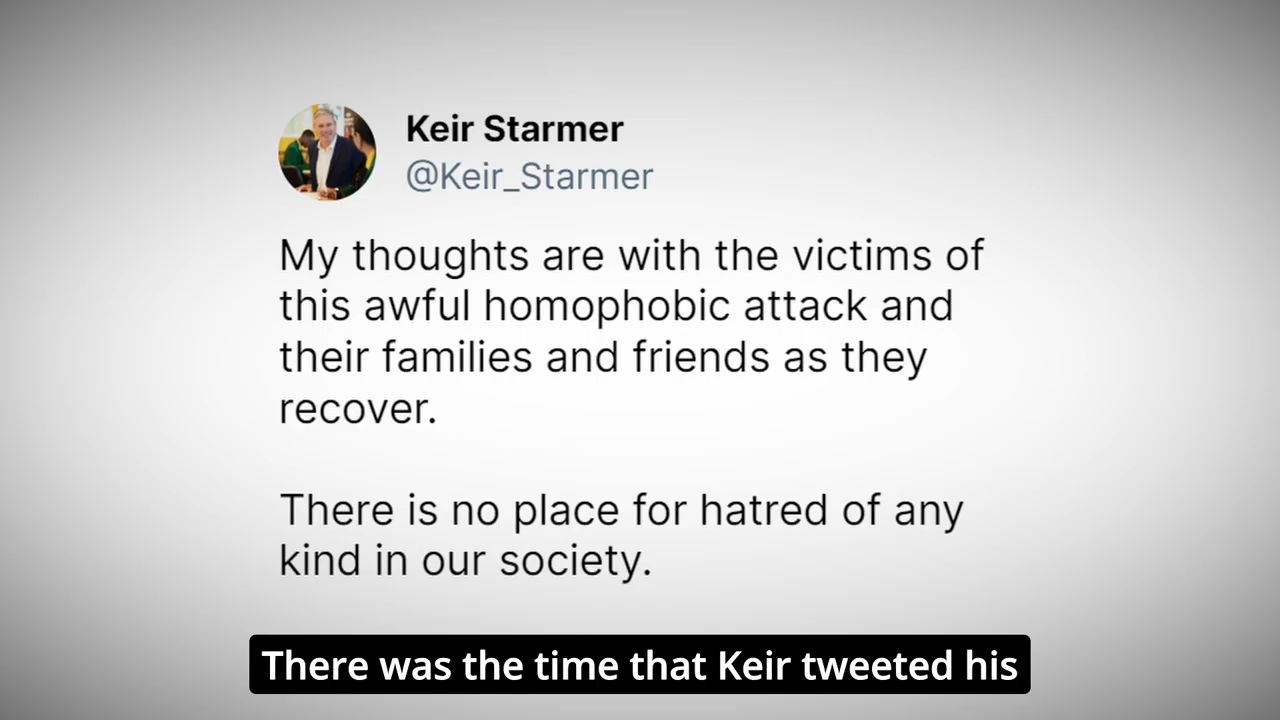 Keir Starmer
@Keir_Starmer
My thoughts are with the victims of
this awful homophobic attack and
their families and friends as they
recover.
There is no place for hatred of any
kind in our society.
There was the time that Keir tweeted his